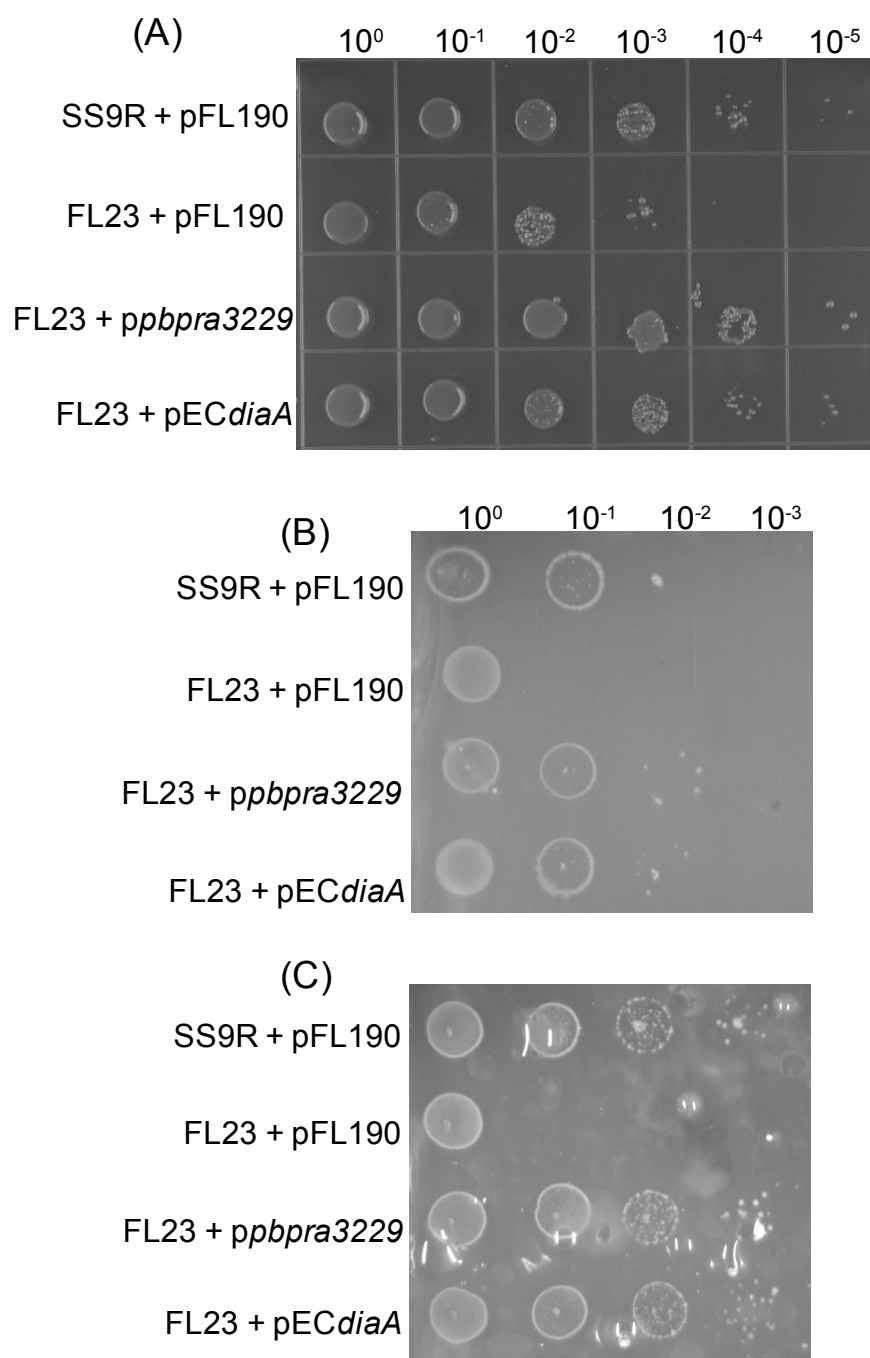 (A) 10⁰ 10⁻¹ 10⁻² 10⁻³ 10⁻⁴ 10⁻⁵
SS9R + pFL190
FL23 + pFL190
FL23 + ppbpra3229
FL23 + pECdiaA
(B) 10⁰ 10⁻¹ 10⁻² 10⁻³
SS9R + pFL190
FL23 + pFL190
FL23 + ppbpra3229
FL23 + pECdiaA
(C)
SS9R + pFL190
FL23 + pFL190
FL23 + ppbpra3229
FL23 + pECdiaA